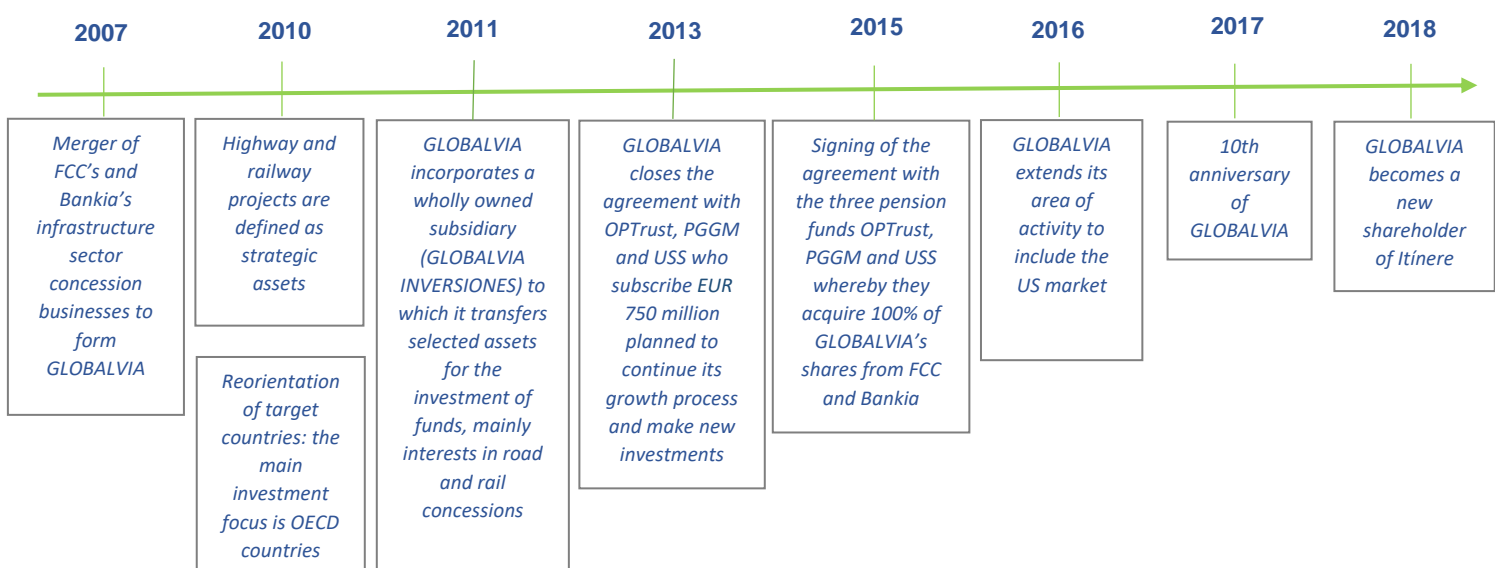 2007
2010
2011
2013
2015
2016
2017
2018
Merger of
FCC's and
Bankia's
infrastructure
sector
concession
businesses to
form
GLOBALVIA
Highway and
railway
projects are
defined as
strategic
assets
Reorientation
of target
countries: the
main
investment
focus is OECD
countries
GLOBALVIA
incorporates a
wholly owned
subsidiary
(GLOBALVIA
INVERSIONES) to
which it transfers
selected assets
for the
investment of
funds, mainly
interests in road
and rail
concessions
GLOBALVIA
closes the
agreement with
OPTrust, PGGM
and USS who
subscribe EUR
750 million
planned to
continue its
growth process
and make new
investments
Signing of the
agreement with
the three pension
funds OPTrust,
PGGM and USS
whereby they
acquire 100% of
GLOBALVIA's
shares from FCC
and Bankia
GLOBALVIA
extends its
area of
activity to
include the
US market
10th
anniversary
of
GLOBALVIA
GLOBALVIA
becomes a
new
shareholder
of Itínere